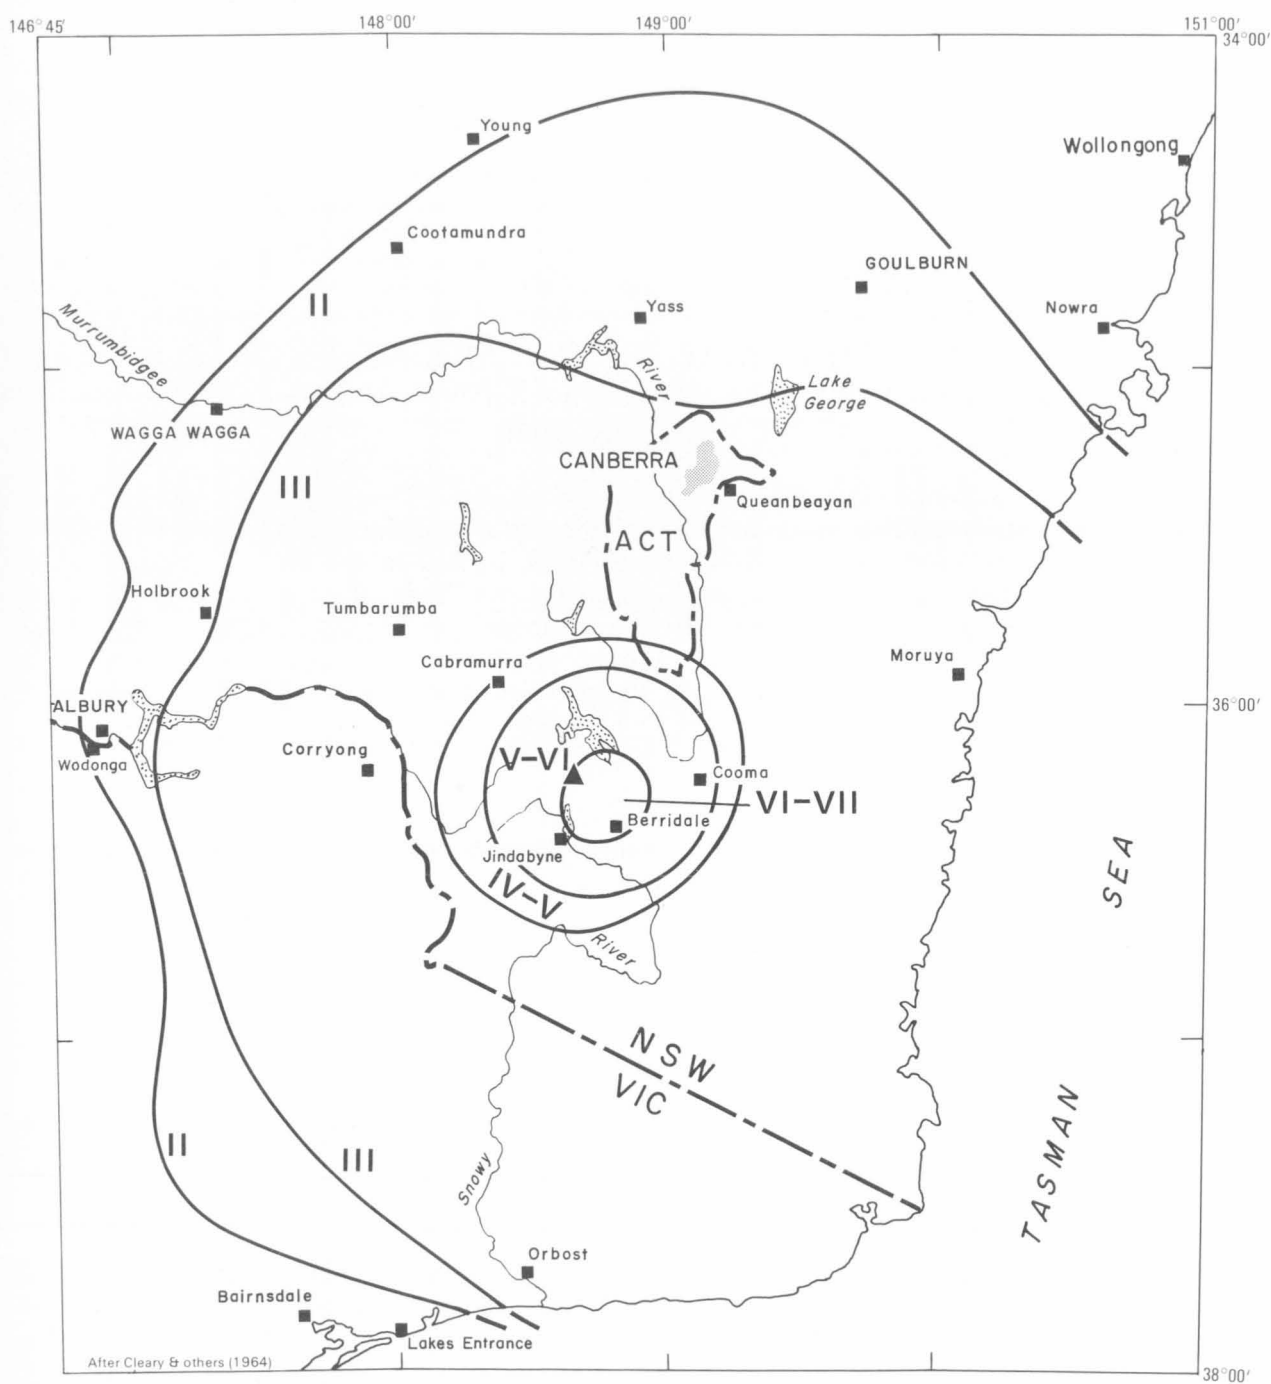 146°45'
148°00'
149°00'
151°00'
34°00'
Young
Wollongong
Cootamundra
GOULBURN
II
Yass
Nowra
Murrumbidgee
River
Lake
George
WAGGA WAGGA
CANBERRA
III
Queanbeayan
ACT
Holbrook
Tumbarumba
Cabramurra
Moruya
ALBURY
36°00'
Corryong
V-VI
Wodonga
Cooma
VI-VII
Berridale
Jindabyne
IV-V
SEA
River
NSW
VIC
II
III
TASMAN
Snowy
Orbost
Bairnsdale
Lakes Entrance
After Cleary & others (1964)
38°00'